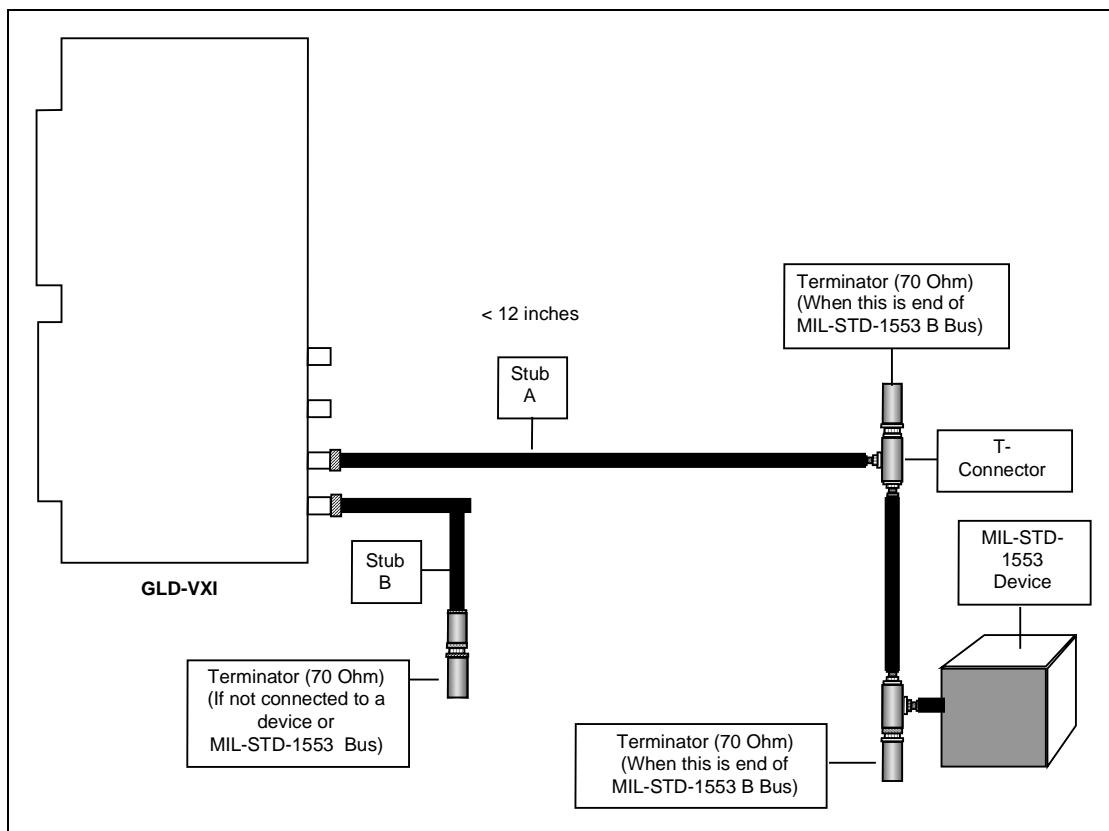 Terminator (70 Ohm)
(When this is end of
MIL-STD-1553 B Bus)
< 12 inches
Stub
A
T-
Connector
MIL-STD-
1553
Device
Stub
B
GLD-VXI
Terminator (70 Ohm)
(If not connected to a
device or
MIL-STD-1553 Bus)
Terminator (70 Ohm)
(When this is end of
MIL-STD-1553 B Bus)